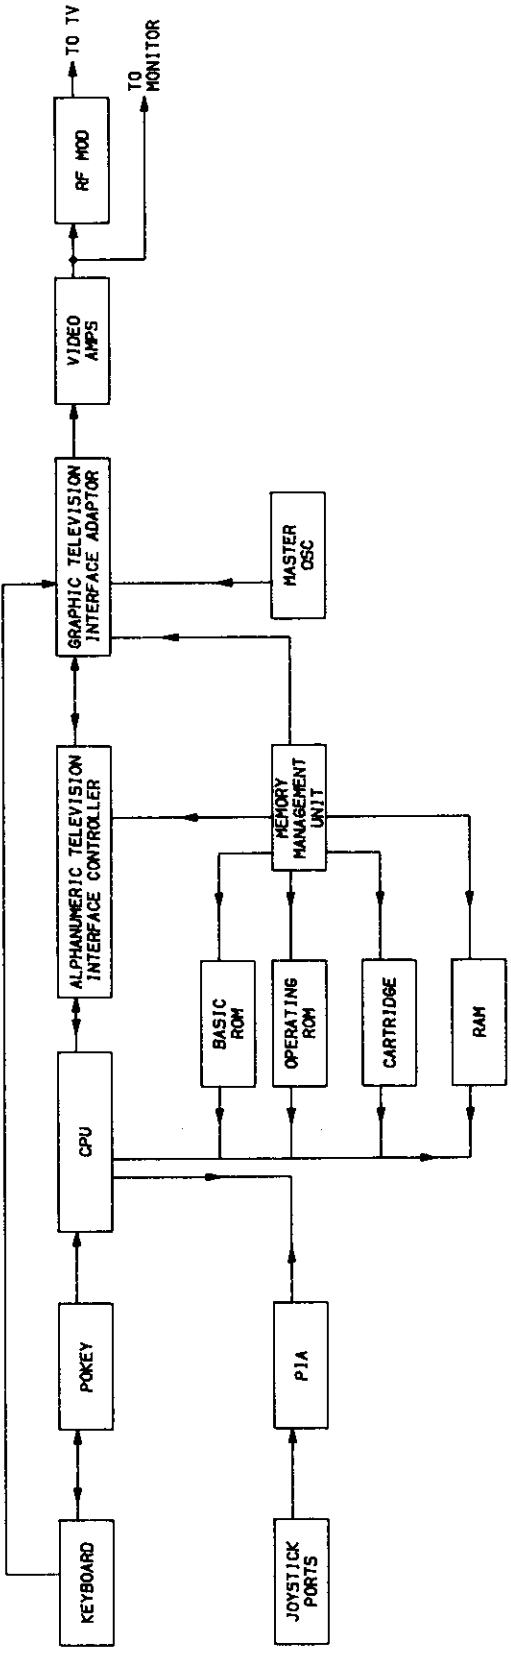 KEYBOARD
POKEY
CPU
ALPHANUMERIC TELEVISION
INTERFACE CONTROLLER
GRAPHIC TELEVISION
INTERFACE ADAPTOR
VIDEO
AMPS
RF MOD
TO TV
TO
MONITOR
JOYSTICK
PORTS
PIA
BASIC
ROM
OPERATING
ROM
CARTRIDGE
RAM
MEMORY
MANAGEMENT
UNIT
MASTER
OSC